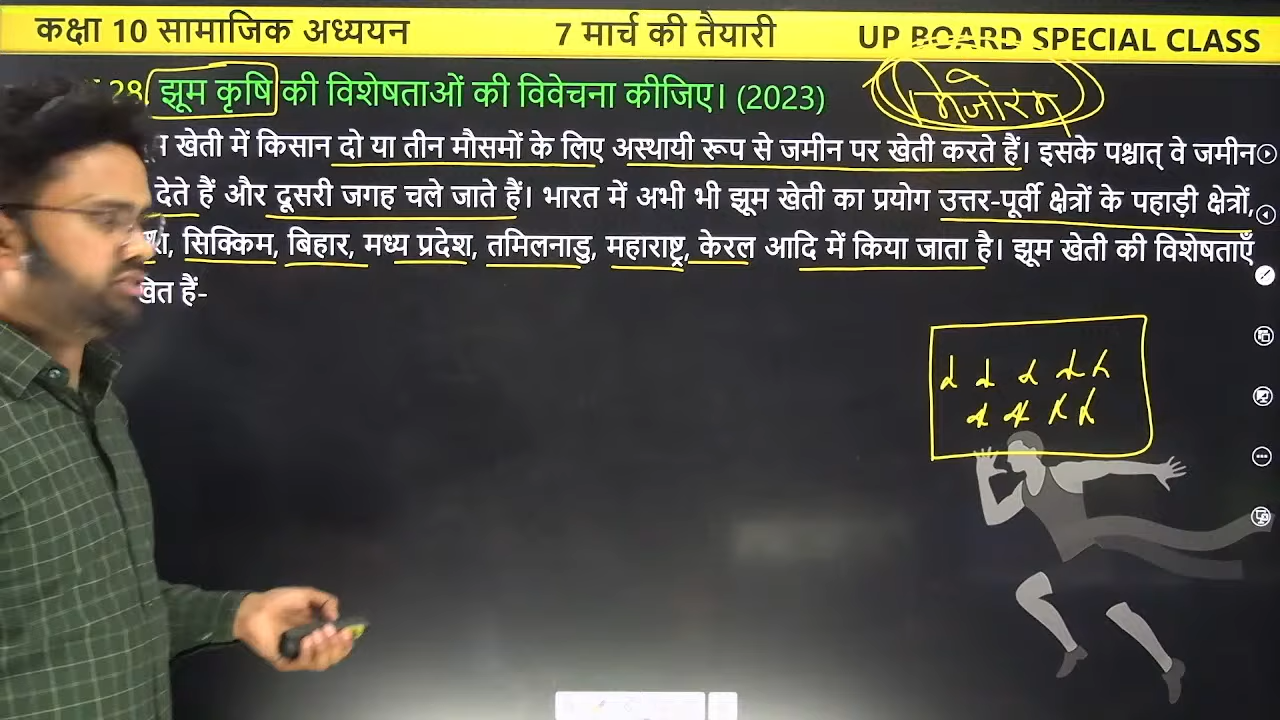 कक्षा 10 सामाजिक अध्ययन 7 मार्च की तैयारी UP BOARD SPECIAL CLASS
28. झूम कृषि की विशेषताओं की विवेचना कीजिए। (2023) मिजोरम
खेती में किसान दो या तीन मौसमों के लिए अस्थायी रूप से जमीन पर खेती करते हैं। इसके पश्चात् वे जमीन
देते हैं और दूसरी जगह चले जाते हैं। भारत में अभी भी झूम खेती का प्रयोग उत्तर-पूर्वी क्षेत्रों के पहाड़ी क्षेत्रों,
सिक्किम, बिहार, मध्य प्रदेश, तमिलनाडु, महाराष्ट्र, केरल आदि में किया जाता है। झूम खेती की विशेषताएँ
हैं-